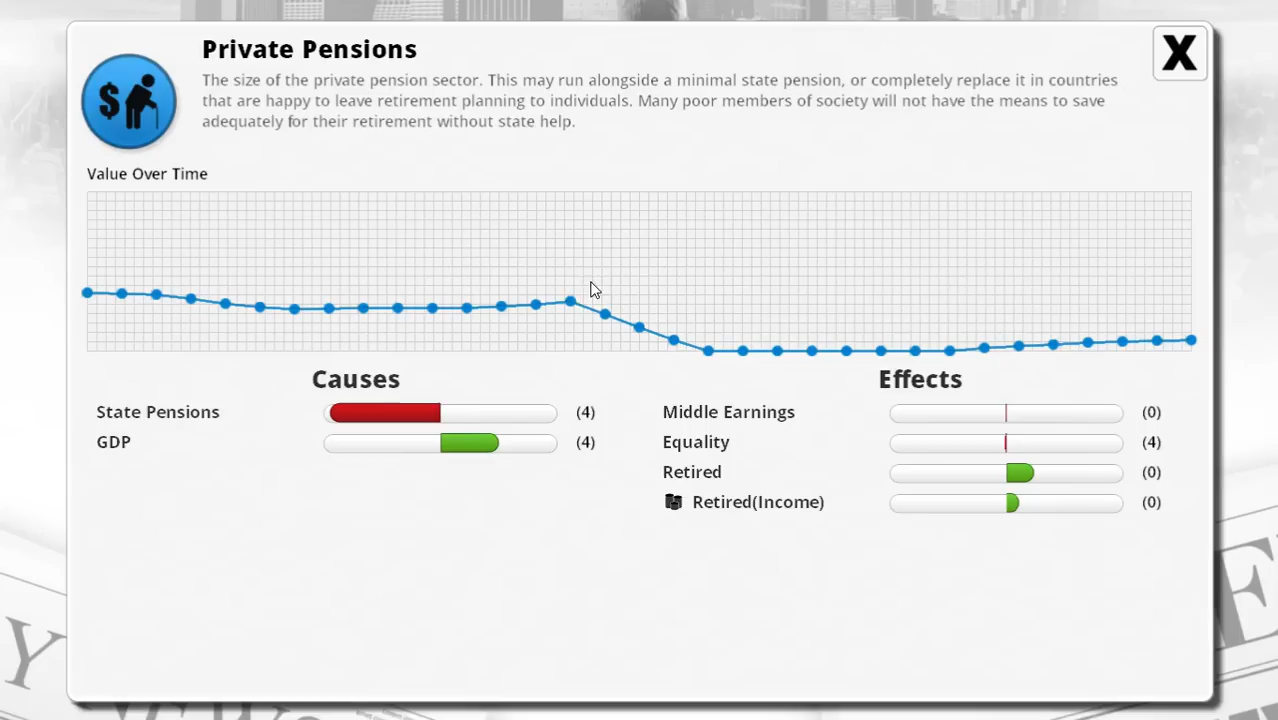 Private Pensions
X
The size of the private pension sector. This may run alongside a minimal state pension, or completely replace it in countries
that are happy to leave retirement planning to individuals. Many poor members of society will not have the means to save
adequately for their retirement without state help.
$
Value Over Time
Causes
State Pensions (4)
GDP (4)
Effects
Middle Earnings (0)
Equality (4)
Retired (0)
Retired(Income) (0)